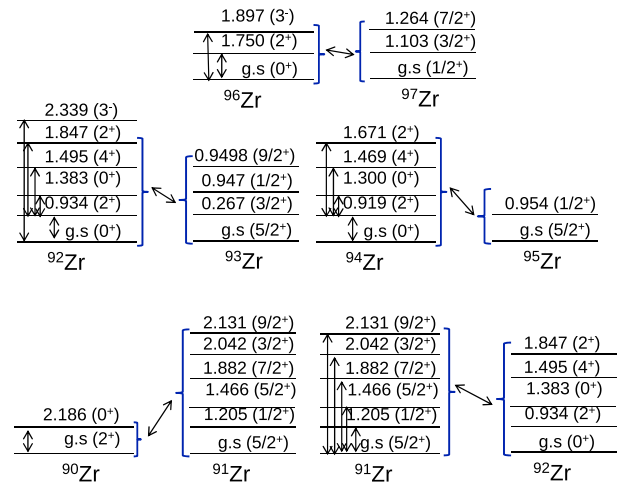 1.897 (3⁻)
1.750 (2⁺)
g.s (0⁺)
⁹⁶Zr
1.264 (7/2⁺)
1.103 (3/2⁺)
g.s (1/2⁺)
⁹⁷Zr
2.339 (3⁻)
1.847 (2⁺)
1.495 (4⁺)
1.383 (0⁺)
0.934 (2⁺)
g.s (0⁺)
⁹²Zr
0.9498 (9/2⁺)
0.947 (1/2⁺)
0.267 (3/2⁺)
g.s (5/2⁺)
⁹³Zr
1.671 (2⁺)
1.469 (4⁺)
1.300 (0⁺)
0.919 (2⁺)
g.s (0⁺)
⁹⁴Zr
0.954 (1/2⁺)
g.s (5/2⁺)
⁹⁵Zr
2.186 (0⁺)
g.s (2⁺)
⁹⁰Zr
2.131 (9/2⁺)
2.042 (3/2⁺)
1.882 (7/2⁺)
1.466 (5/2⁺)
1.205 (1/2⁺)
g.s (5/2⁺)
⁹¹Zr
2.131 (9/2⁺)
2.042 (3/2⁺)
1.882 (7/2⁺)
1.466 (5/2⁺)
1.205 (1/2⁺)
g.s (5/2⁺)
⁹¹Zr
1.847 (2⁺)
1.495 (4⁺)
1.383 (0⁺)
0.934 (2⁺)
g.s (0⁺)
⁹²Zr